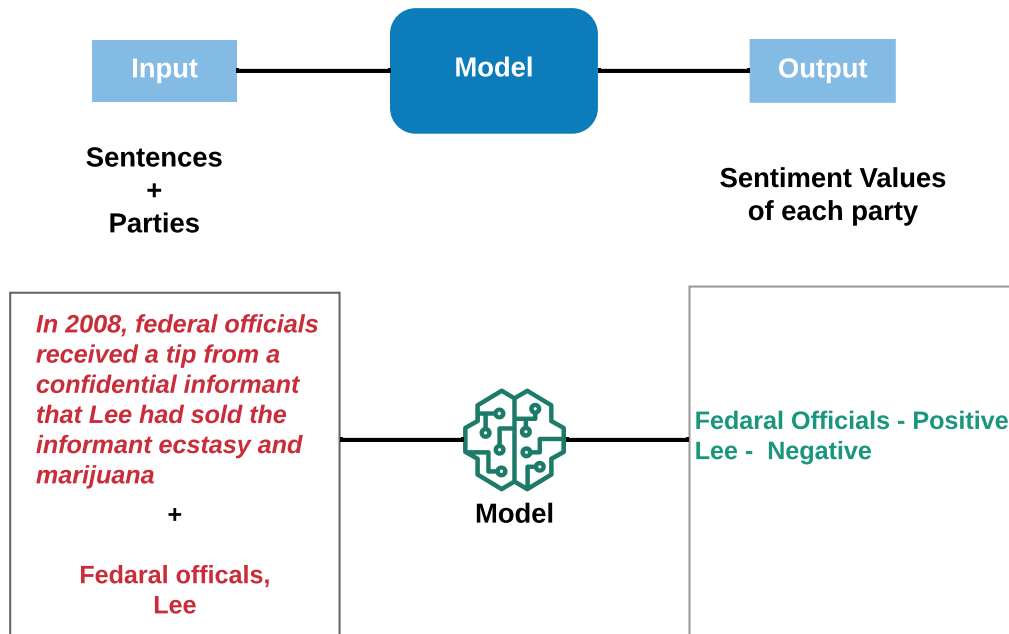 Input
Model
Output
Sentences
+
Parties
Sentiment Values
of each party
In 2008, federal officials
received a tip from a
confidential informant
that Lee had sold the
informant ecstasy and
marijuana
+
Fedaral officals,
Lee
Model
Fedaral Officials - Positive
Lee -  Negative